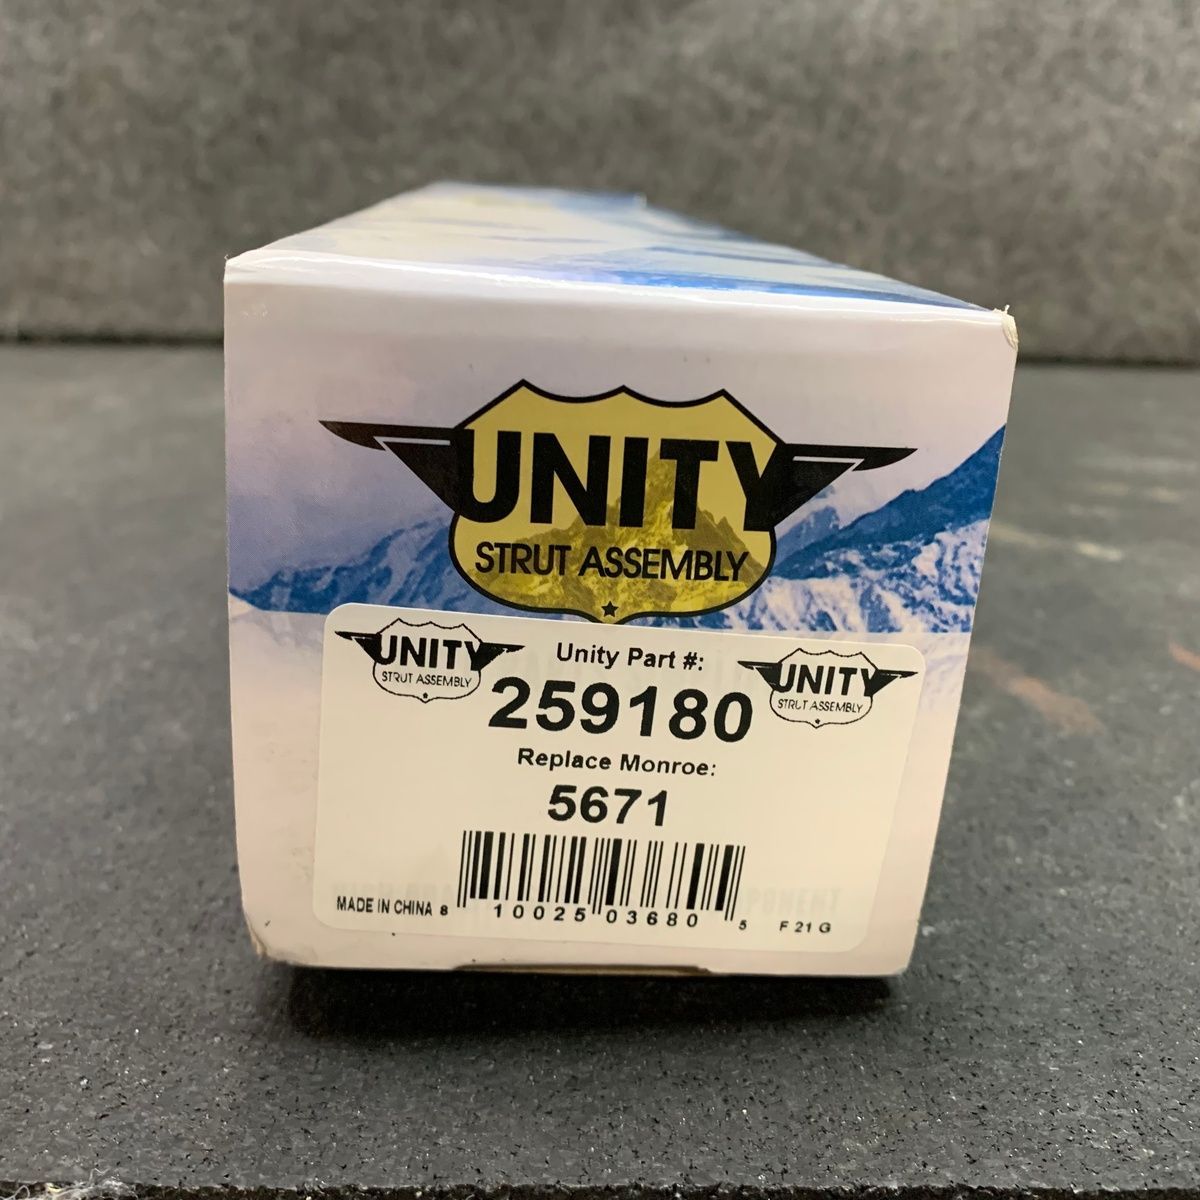 UNITY
STRUT ASSEMBLY
UNITY
STRUT ASSEMBLY
Unity Part #:
UNITY
STRUT ASSEMBLY
259180
Replace Monroe:
5671
MADE IN CHINA 8 10025 03680 5 F 21 G